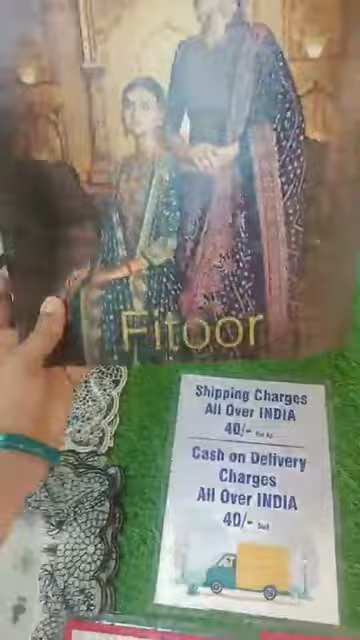 Fitoor
Shipping Charges
All Over INDIA
40/-
Cash on Delivery
Charges
All Over INDIA
40/-